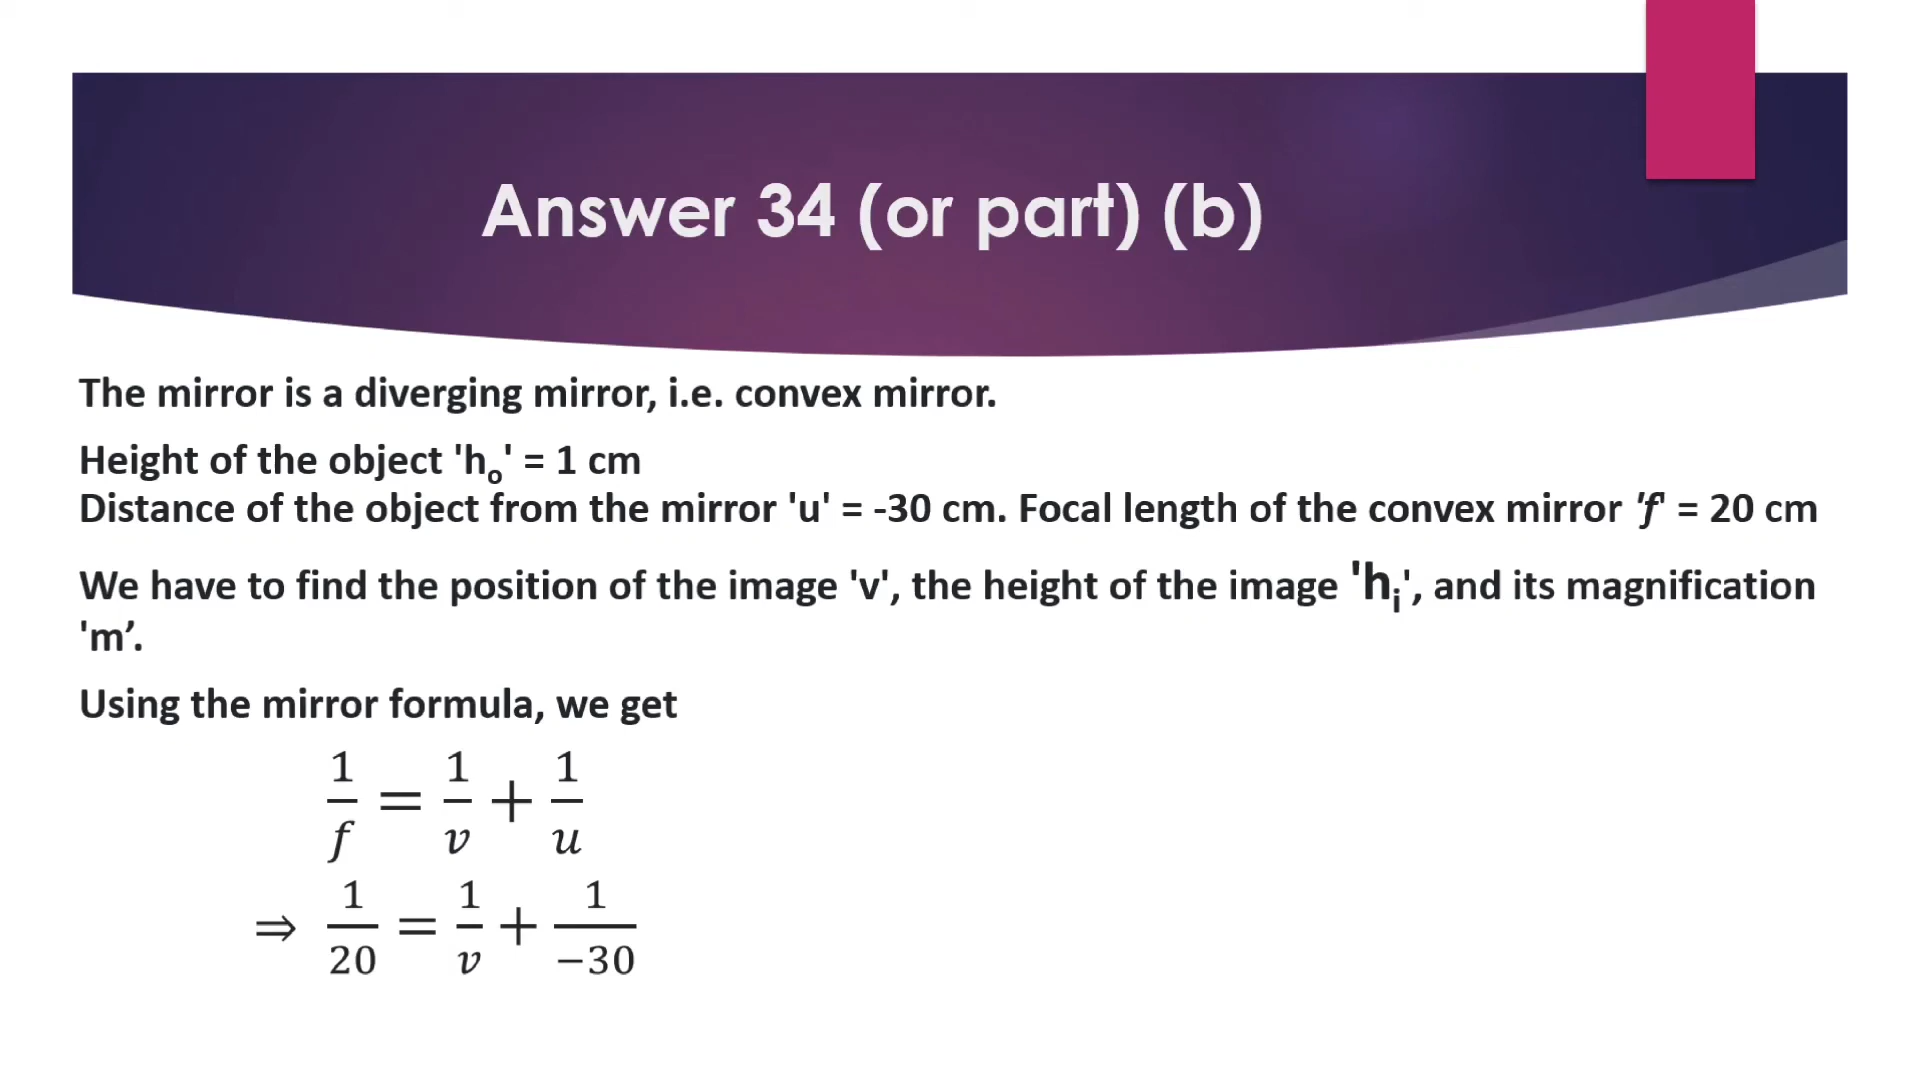 Answer 34 (or part) (b)
The mirror is a diverging mirror, i.e. convex mirror.
Height of the object 'hₒ' = 1 cm
Distance of the object from the mirror 'u' = -30 cm. Focal length of the convex mirror 'f' = 20 cm
We have to find the position of the image 'v', the height of the image 'hᵢ', and its magnification
'm’.
Using the mirror formula, we get
1/f = 1/v + 1/u
⇒ 1/20 = 1/v + 1/−30